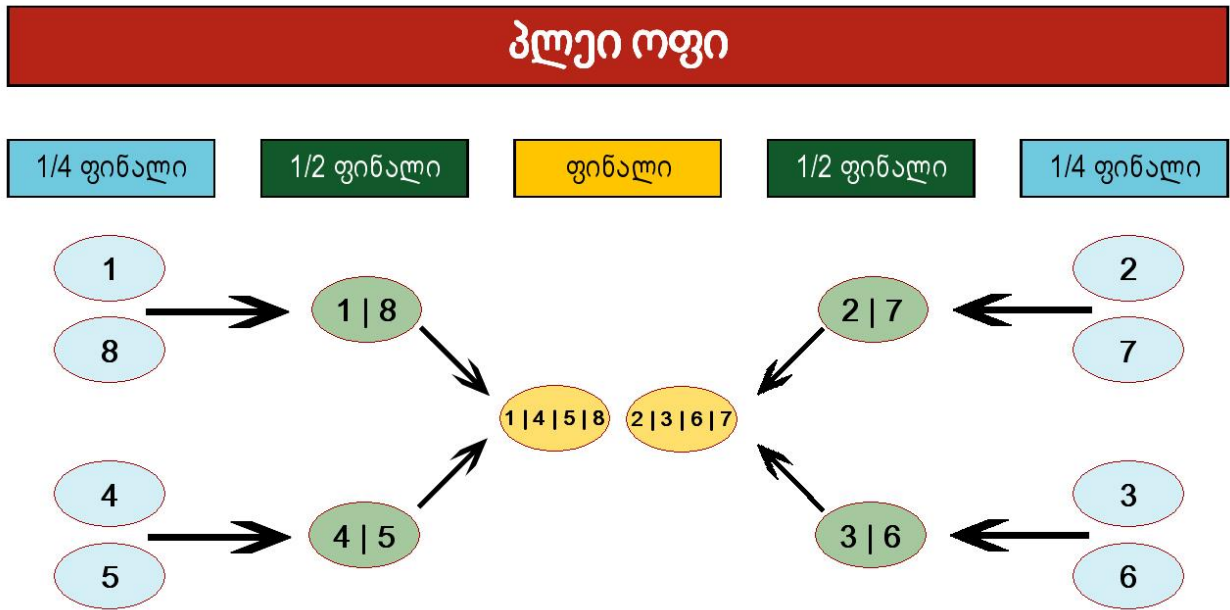 პლეი ოფი
1/4 ფინალი 1/2 ფინალი ფინალი 1/2 ფინალი 1/4 ფინალი
1 2
1 | 8 2 | 7
8 7
1 | 4 | 5 | 8 2 | 3 | 6 | 7
4 3
4 | 5 3 | 6
5 6